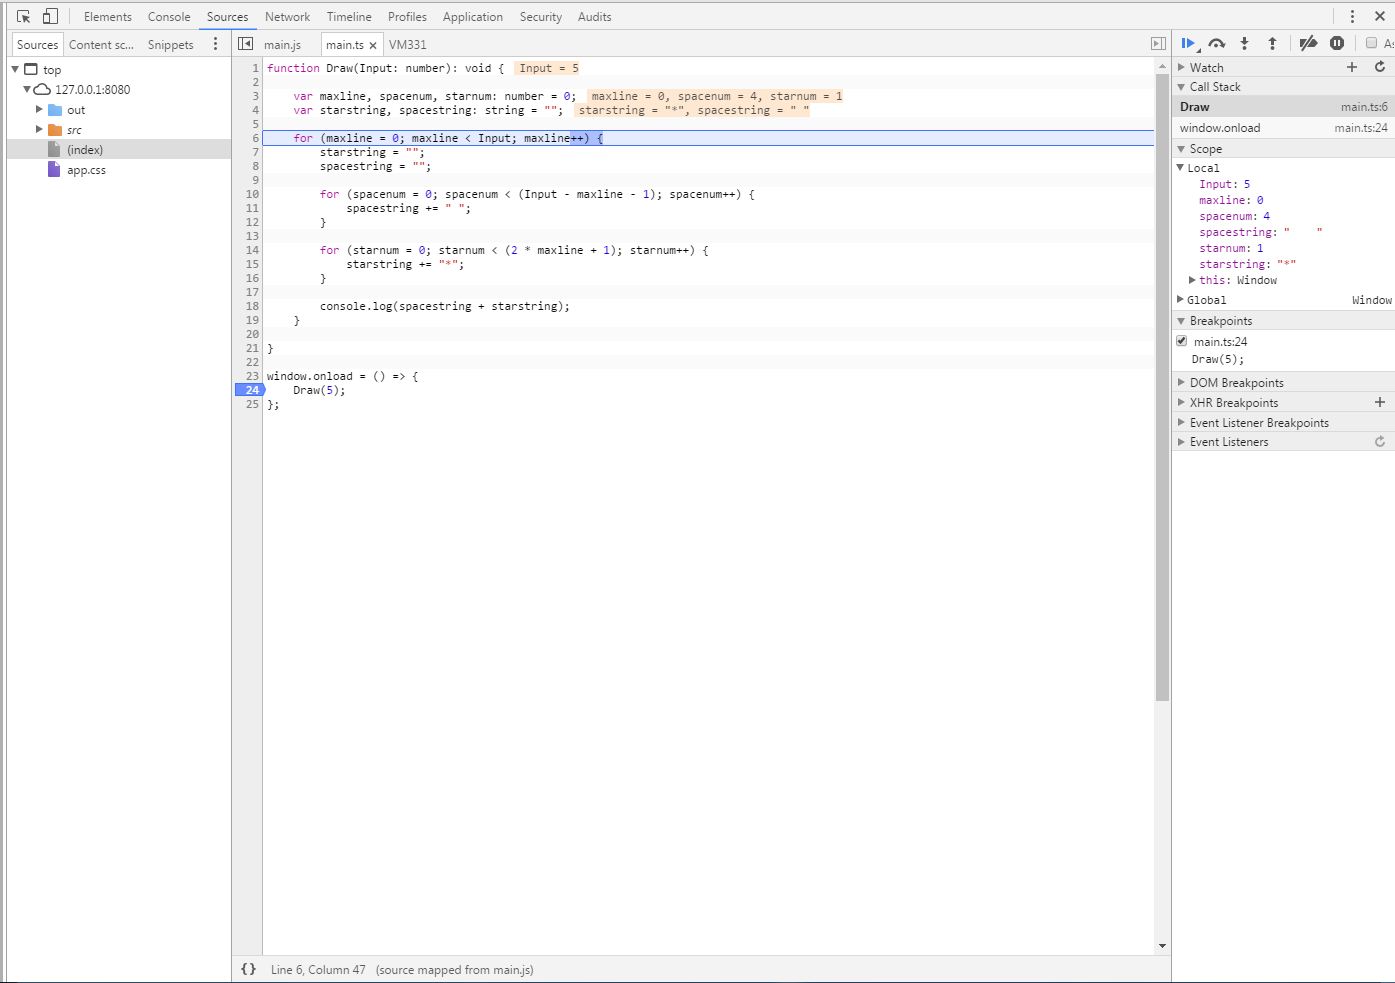 Elements Console Sources Network Timeline Profiles Application Security Audits
Sources Content sc... Snippets
main.js main.ts VM331
As
top
127.0.0.1:8080
out
src
(index)
app.css
1 function Draw(Input: number): void { Input = 5
2
3 var maxline, spacenum, starnum: number = 0; maxline = 0, spacenum = 4, starnum = 1
4 var starstring, spacestring: string = ""; starstring = "*", spacestring = " "
5
6 for (maxline = 0; maxline < Input; maxline++) {
7 starstring = "";
8 spacestring = "";
9
10 for (spacenum = 0; spacenum < (Input - maxline - 1); spacenum++) {
11 spacestring += " ";
12 }
13
14 for (starnum = 0; starnum < (2 * maxline + 1); starnum++) {
15 starstring += "*";
16 }
17
18 console.log(spacestring + starstring);
19 }
20
21 }
22
23 window.onload = () => {
24 Draw(5);
25 };
{} Line 6, Column 47 (source mapped from main.js)
Watch
Call Stack
Draw main.ts:6
window.onload main.ts:24
Scope
Local
Input: 5
maxline: 0
spacenum: 4
spacestring: "    "
starnum: 1
starstring: "*"
this: Window
Global Window
Breakpoints
main.ts:24
Draw(5);
DOM Breakpoints
XHR Breakpoints
Event Listener Breakpoints
Event Listeners